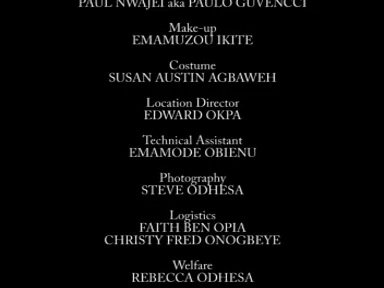 PAUL NWAJEI aka PAULO GUVENCCI
Make-up
EMAMUZOU IKITE
Costume
SUSAN AUSTIN AGBAWEH
Location Director
EDWARD OKPA
Technical Assistant
EMAMODE OBIENU
Photography
STEVE ODHESA
Logistics
FAITH BEN OPIA
CHRISTY FRED ONOGBEYE
Welfare
REBECCA ODHESA